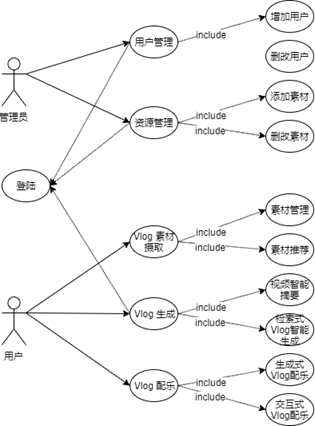 增加用户
用户管理
include
删改用户
管理员
添加素材
include
资源管理
include
删改素材
登陆
素材管理
include
Vlog 素材
摄取
include
素材推荐
视频智能
摘要
include
Vlog 生成
include
检索式
Vlog智能
生成
生成式
Vlog配乐
用户
include
Vlog 配乐
include
交互式
Vlog配乐